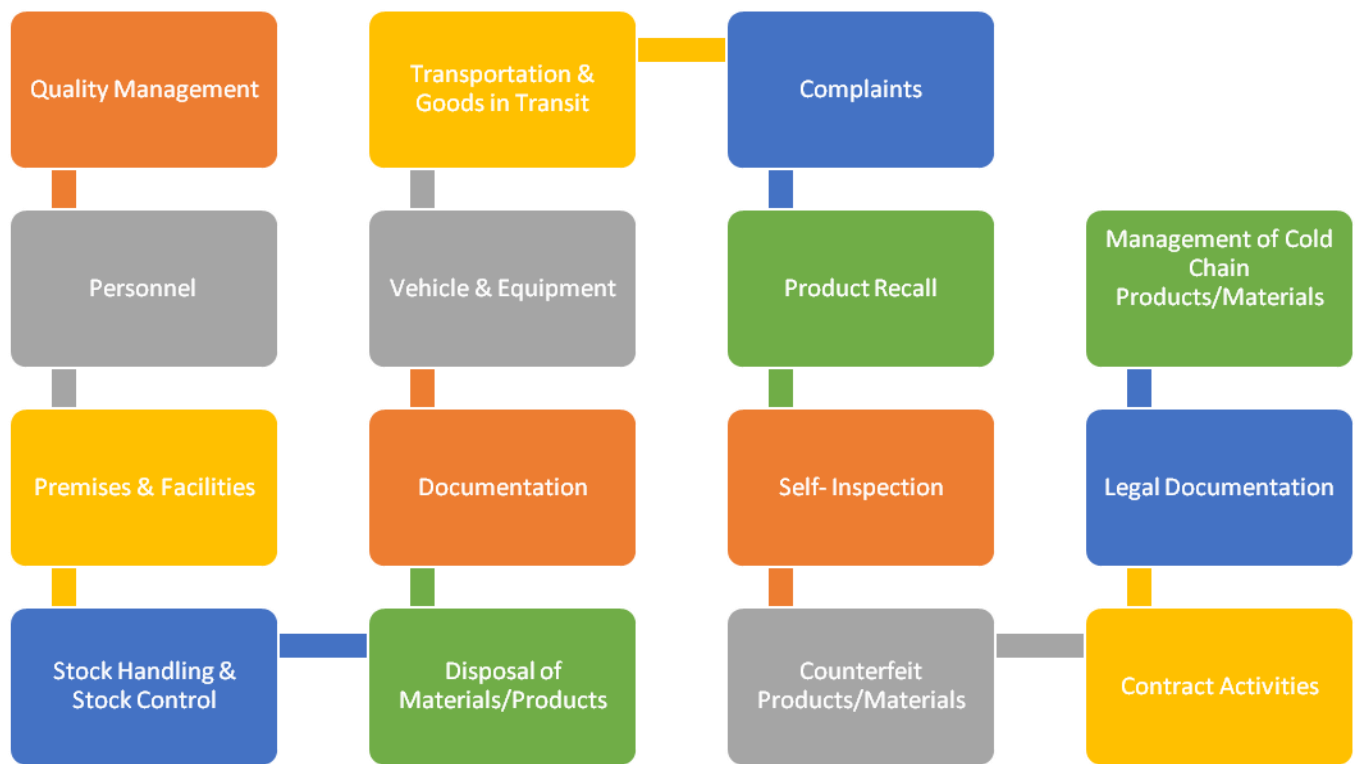 Quality Management
Personnel
Premises & Facilities
Stock Handling &
Stock Control
Disposal of
Materials/Products
Documentation
Vehicle & Equipment
Transportation &
Goods in Transit
Complaints
Product Recall
Self- Inspection
Counterfeit
Products/Materials
Contract Activities
Legal Documentation
Management of Cold
Chain
Products/Materials